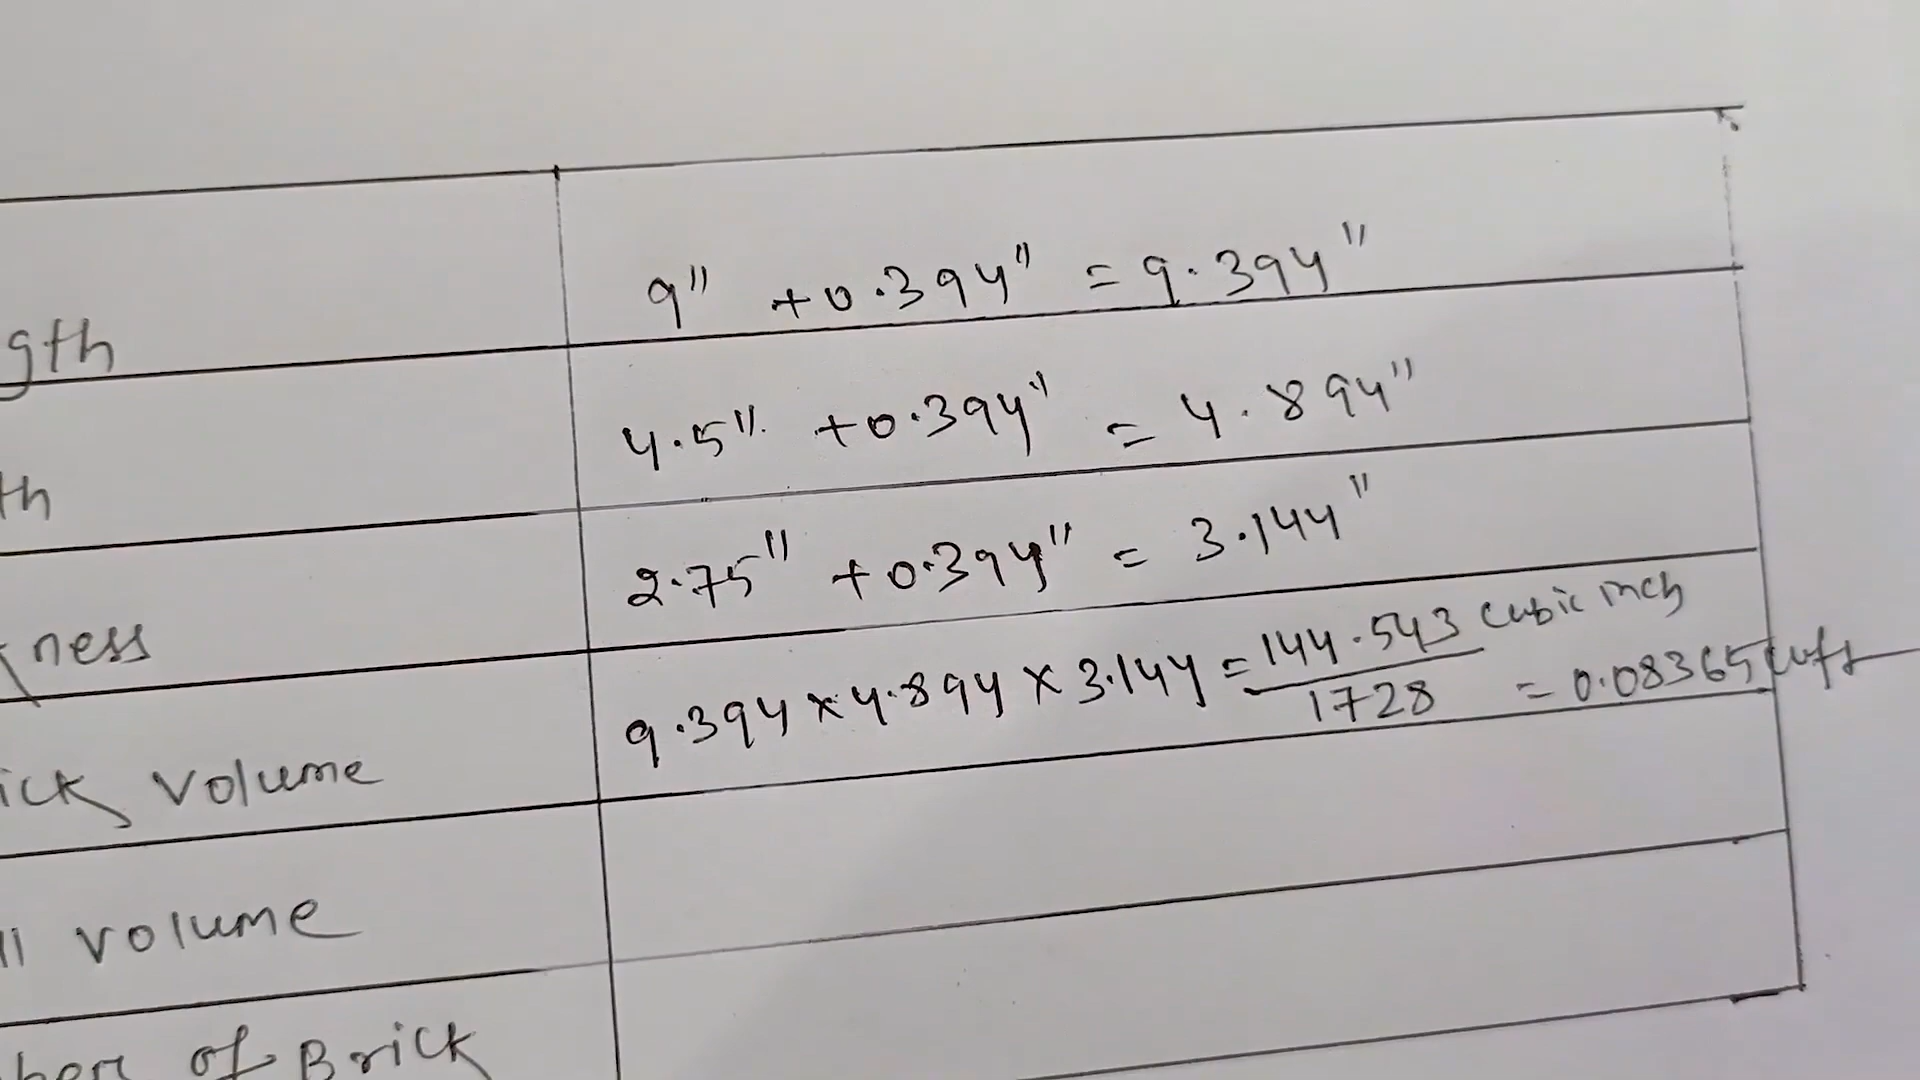 gth
9" +0.394" = 9.394"
th
4.5" +0.394" = 4.894"
ness
2.75" +0.394" = 3.144"
ick volume
9.394 x 4.894 x 3.144 = 144.543 cubic inch
1728 = 0.08365 cuft
ll volume
ber of Brick